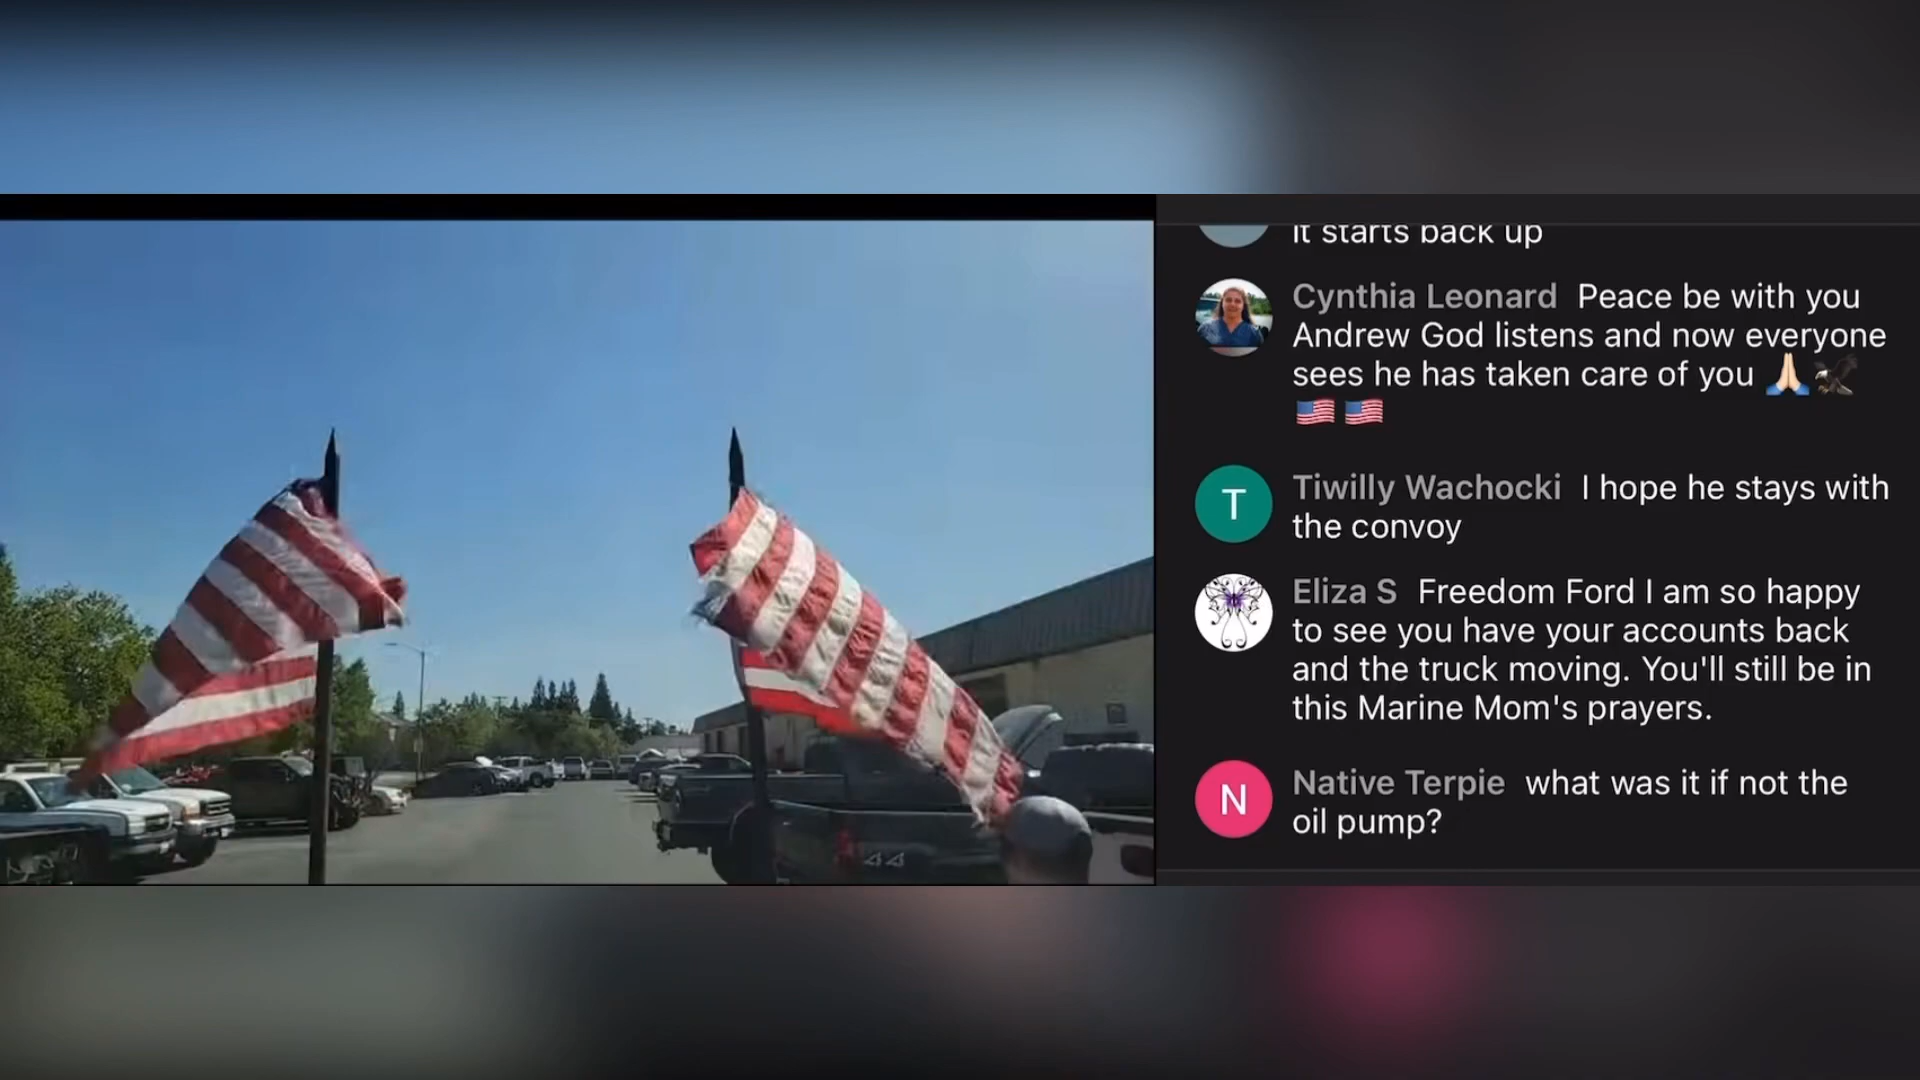 it starts back up
Cynthia Leonard Peace be with you
Andrew God listens and now everyone
sees he has taken care of you 🙏🏻🦅
🇺🇸🇺🇸
T
Tiwilly Wachocki I hope he stays with
the convoy
Eliza S Freedom Ford I am so happy
to see you have your accounts back
and the truck moving. You'll still be in
this Marine Mom's prayers.
N
Native Terpie what was it if not the
oil pump?